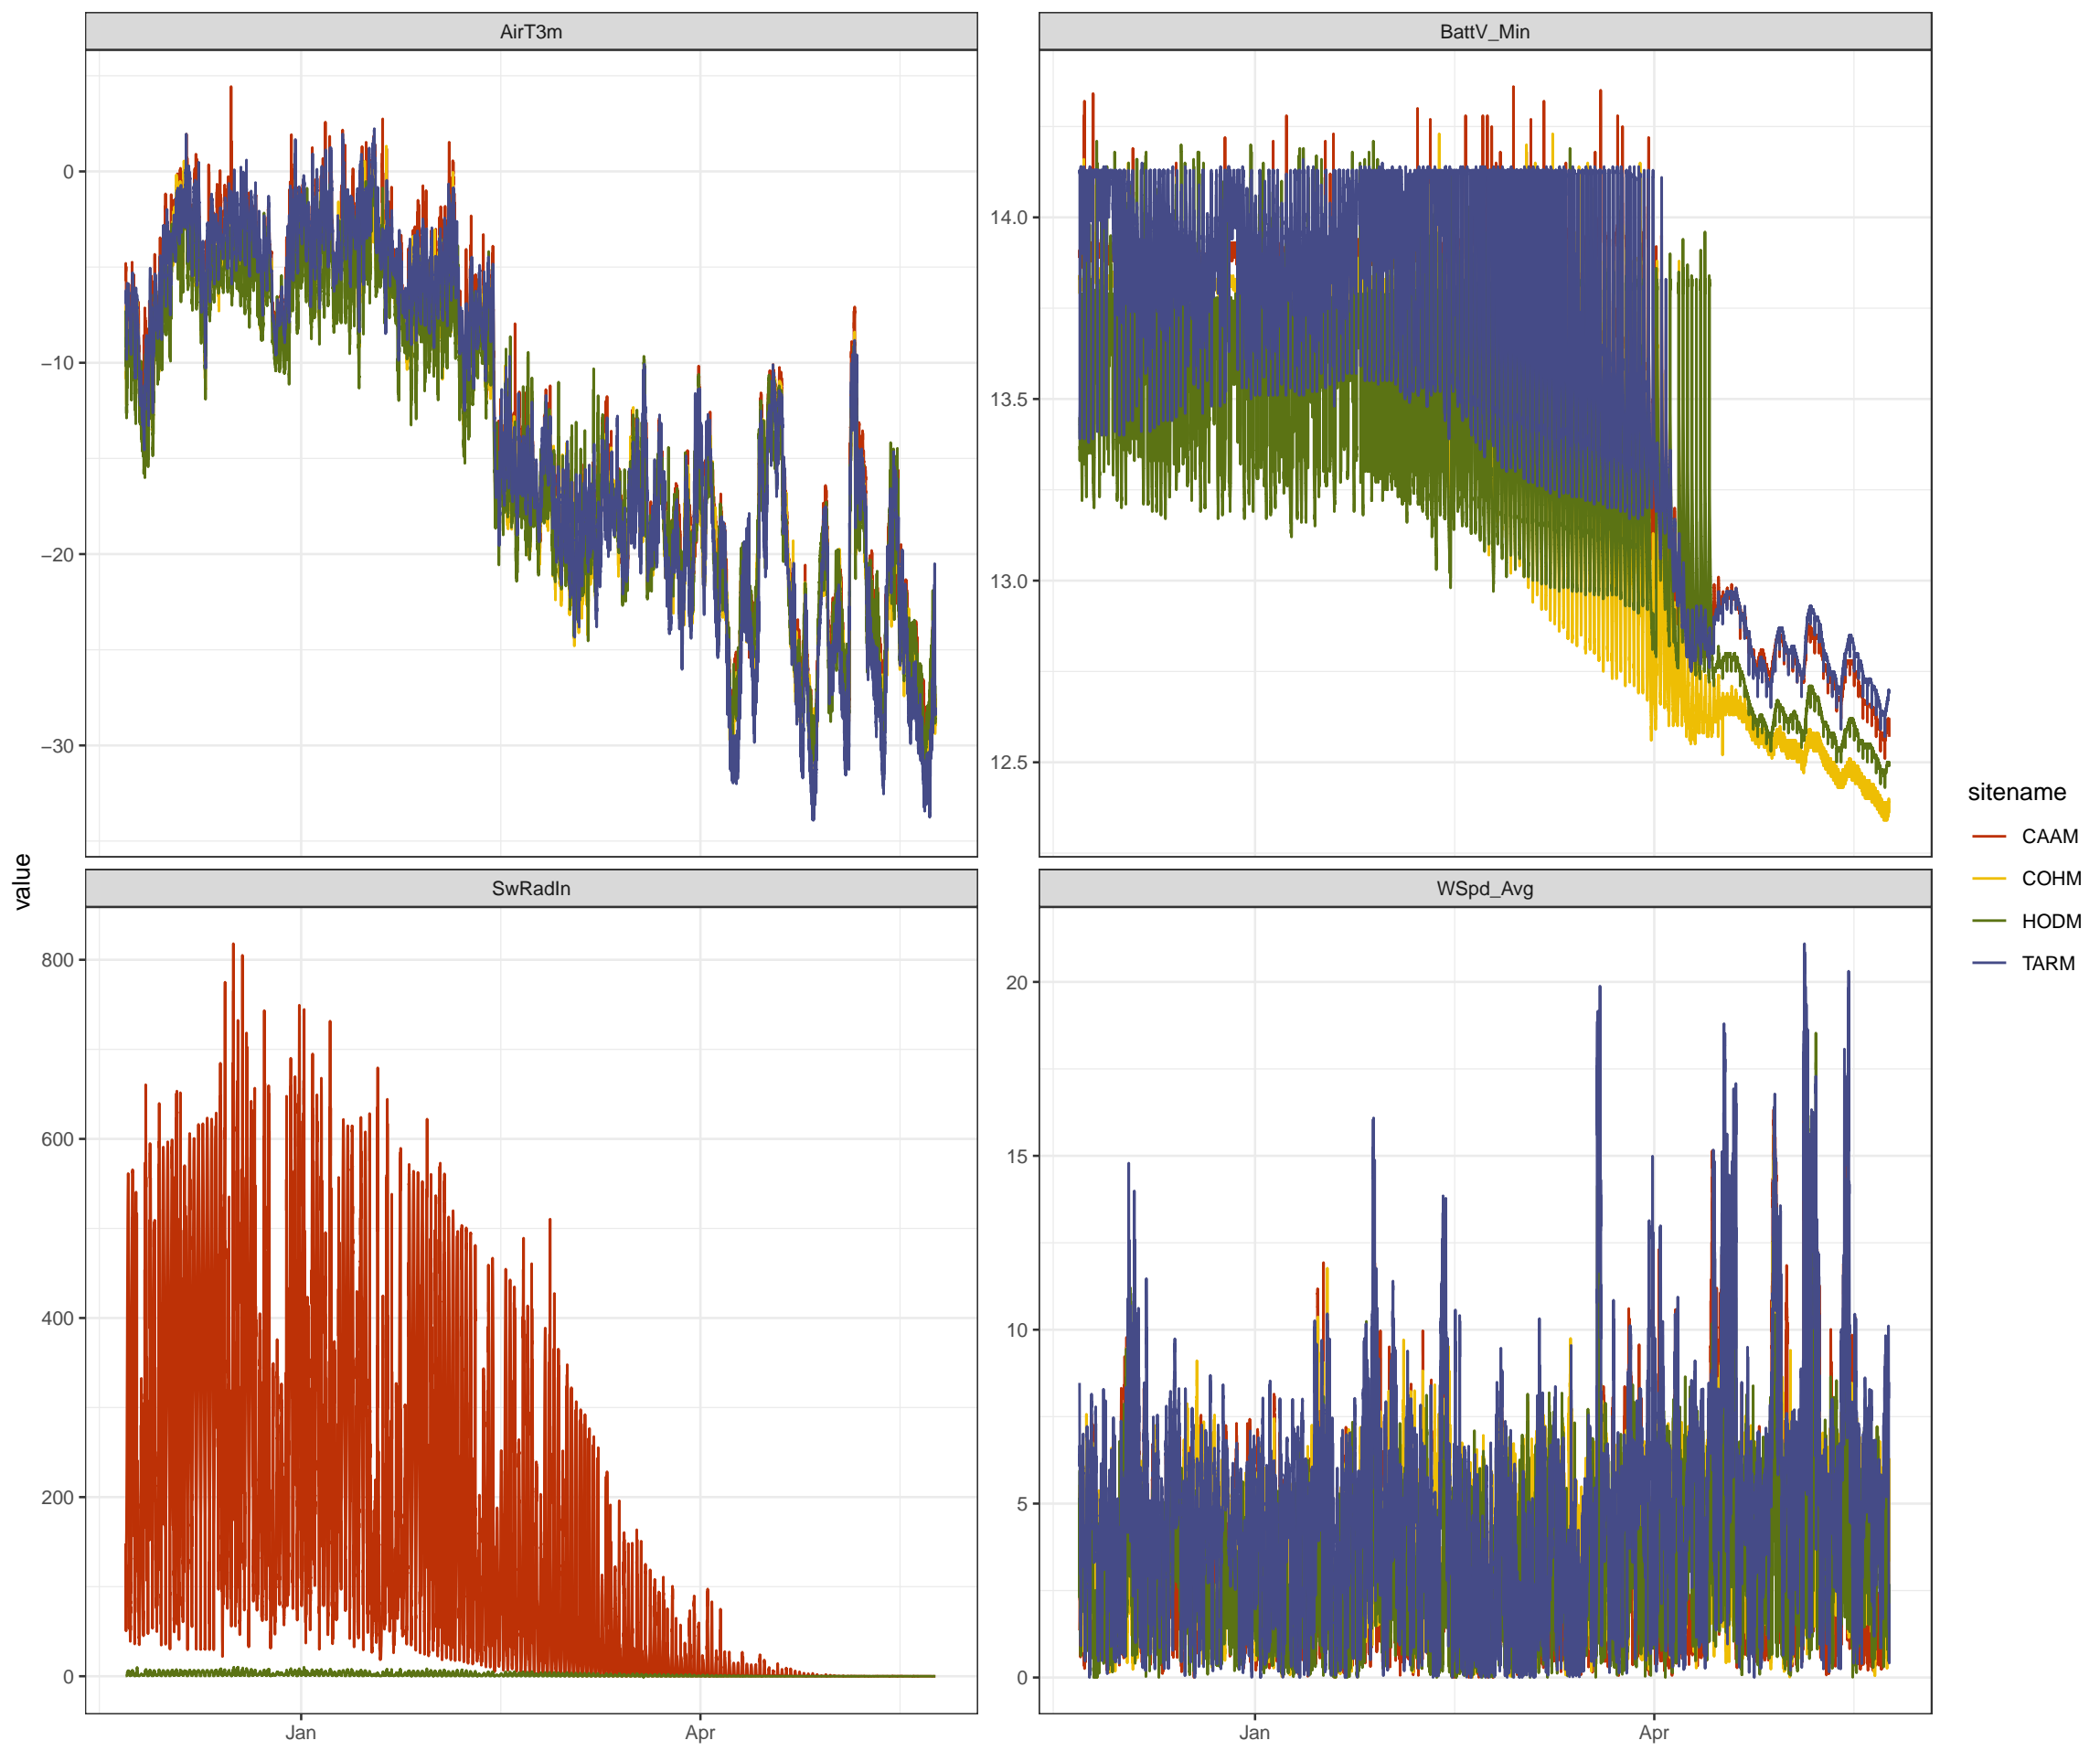 AirT3m
BattV_Min
0
−10
−20
−30
14.0
13.5
13.0
12.5
value
SwRadIn
WSpd_Avg
800
600
400
200
0
20
15
10
5
0
Jan
Apr
Jan
Apr
sitename
CAAM
COHM
HODM
TARM